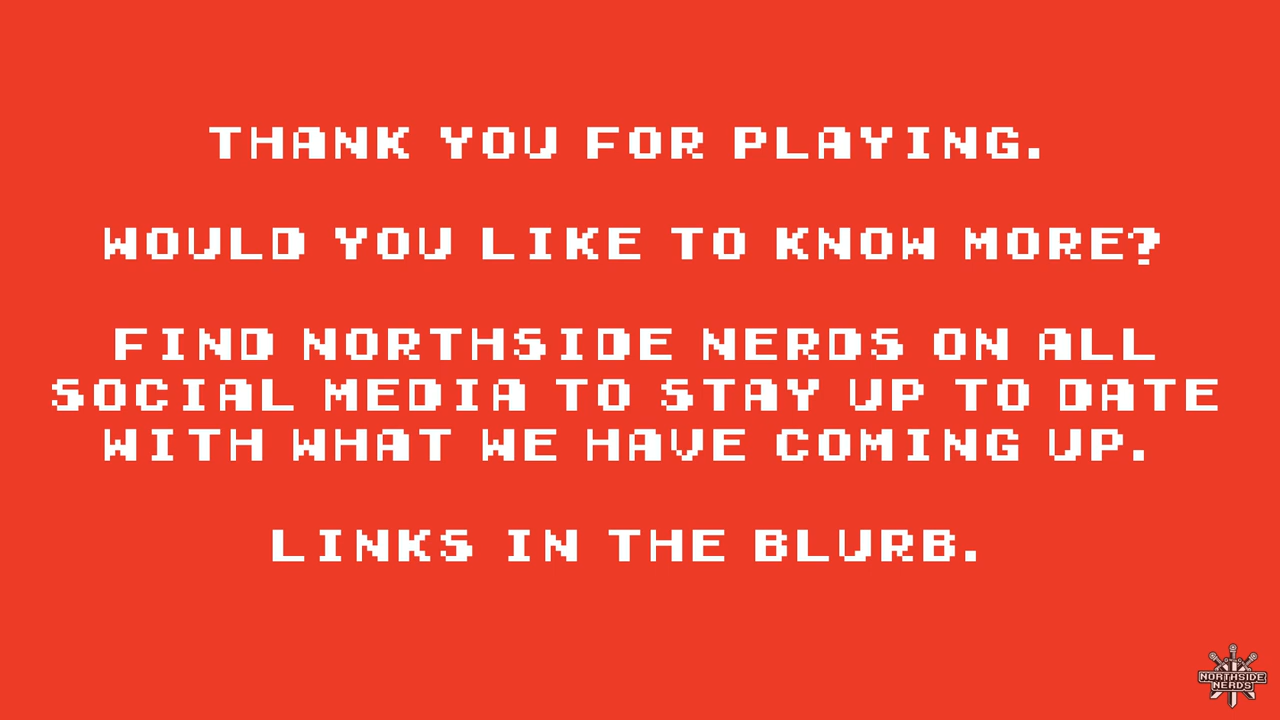 THANK YOU FOR PLAYING.
WOULD YOU LIKE TO KNOW MORE?
FIND NORTHSIDE NERDS ON ALL
SOCIAL MEDIA TO STAY UP TO DATE
WITH WHAT WE HAVE COMING UP.
LINKS IN THE BLURB.
NORTHSIDE
NERDS